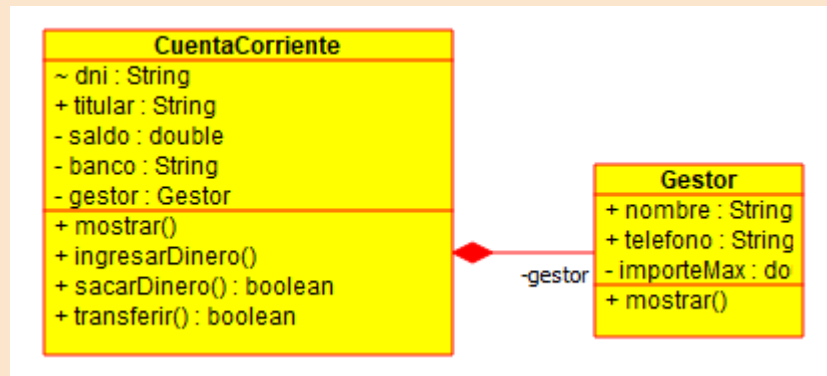 CuentaCorriente
~ dni : String
+ titular : String
- saldo : double
- banco : String
- gestor : Gestor
+ mostrar()
+ ingresarDinero()
+ sacarDinero() : boolean
+ transferir() : boolean
-gestor
Gestor
+ nombre : String
+ telefono : String
- importeMax : do
+ mostrar()